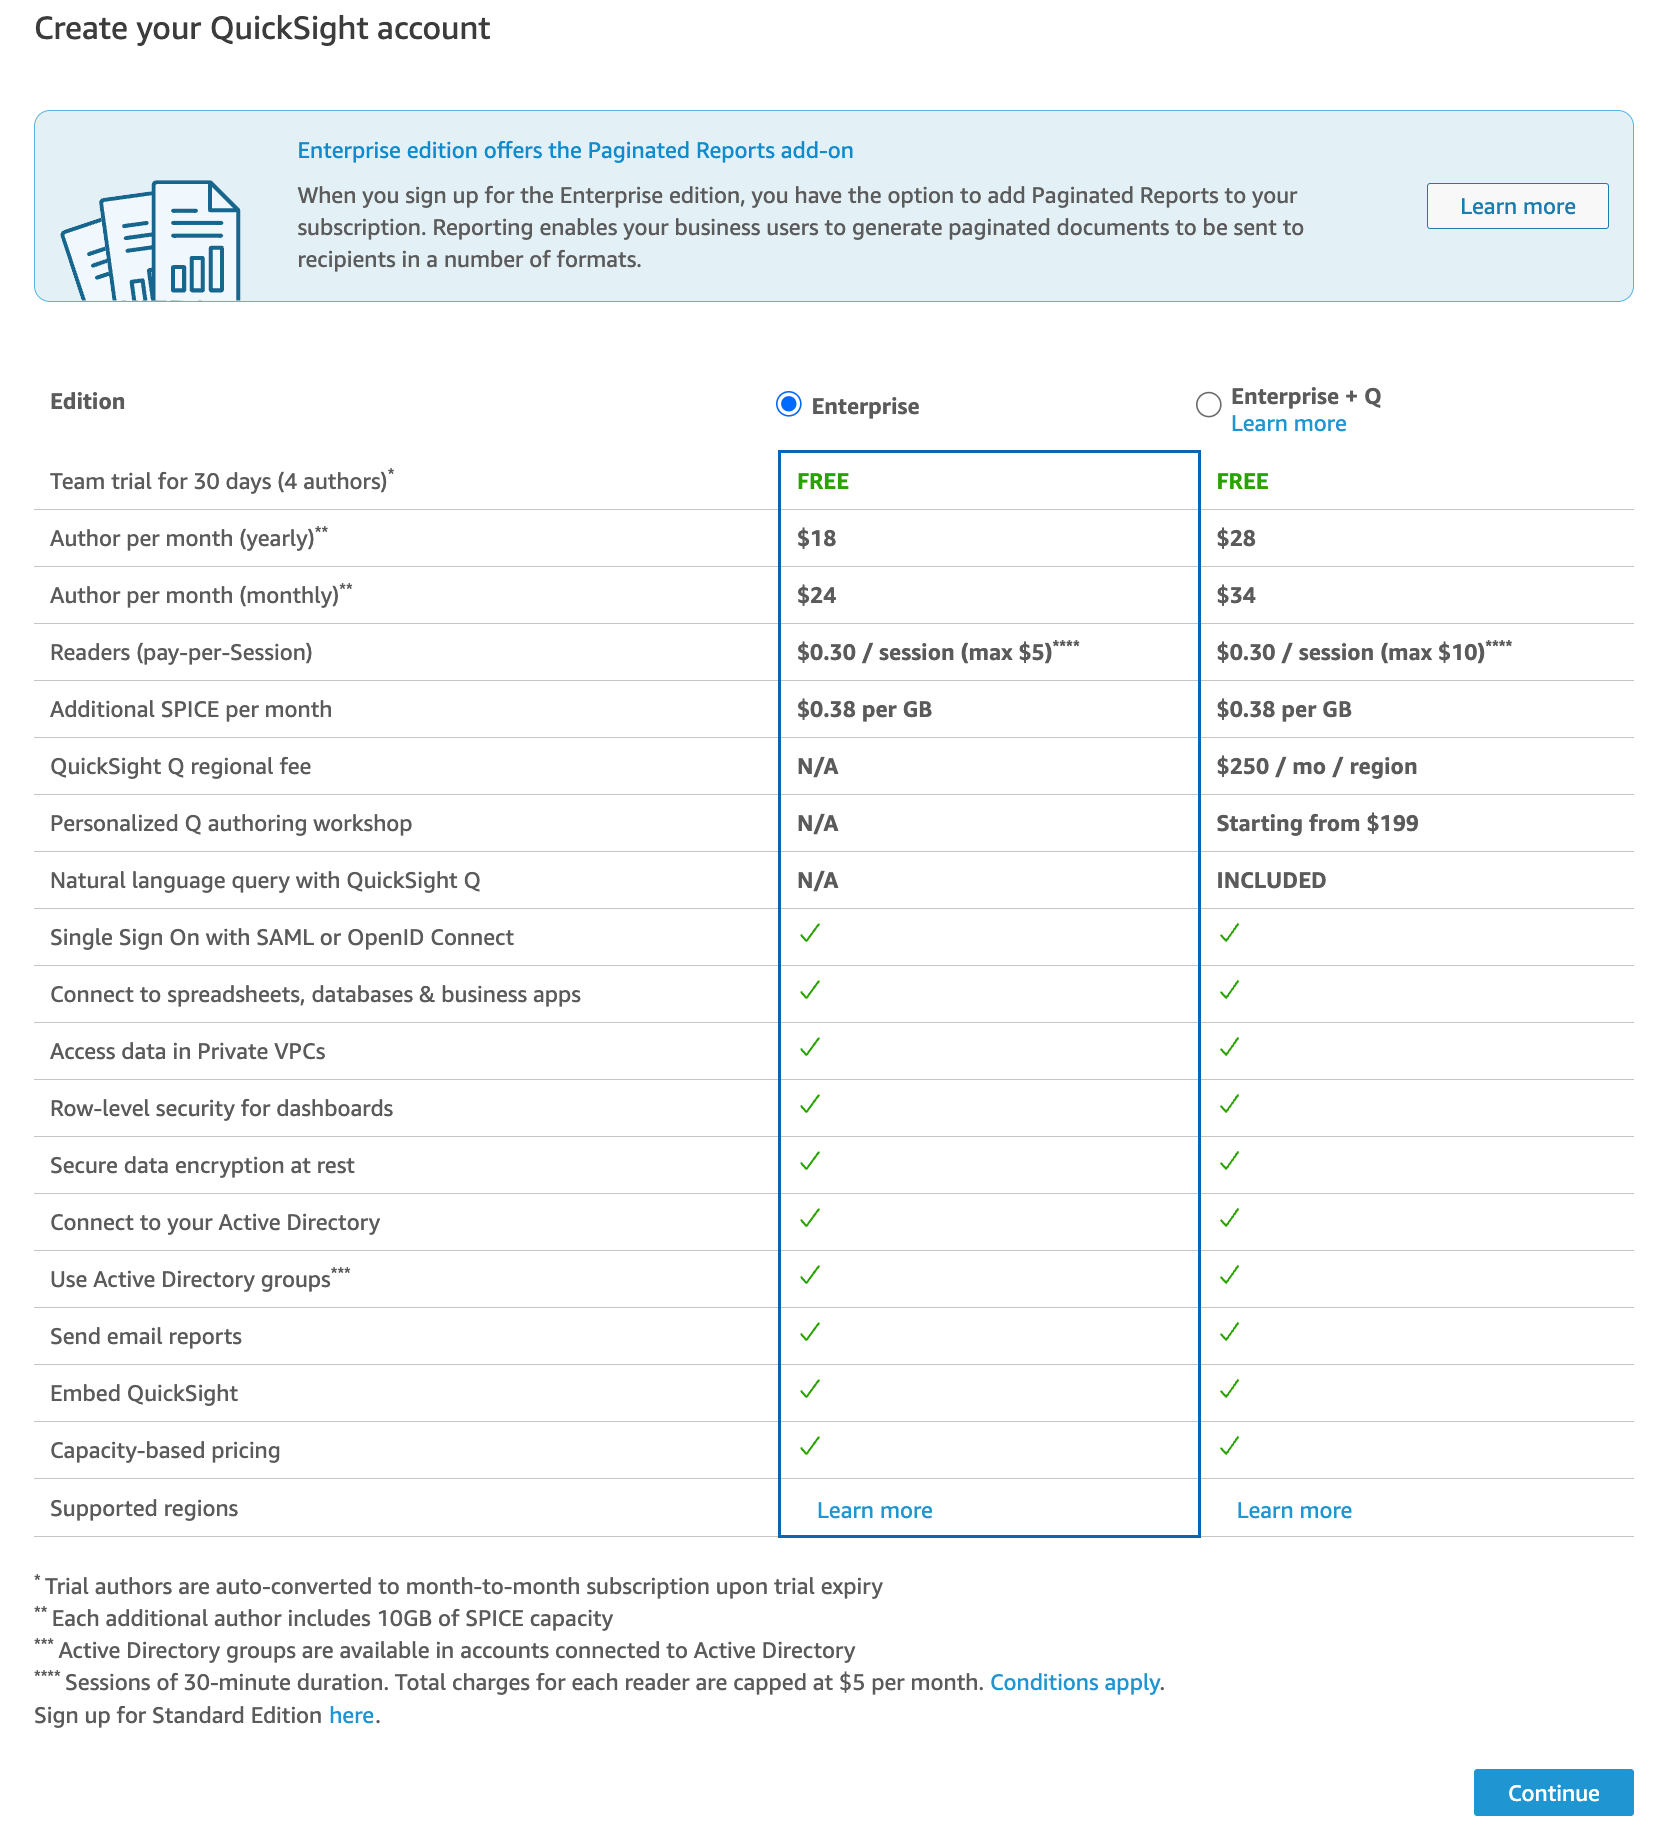 Create your QuickSight account
Enterprise edition offers the Paginated Reports add-on
When you sign up for the Enterprise edition, you have the option to add Paginated Reports to your
subscription. Reporting enables your business users to generate paginated documents to be sent to
recipients in a number of formats.
Learn more
Edition Enterprise Enterprise + Q
Learn more
Team trial for 30 days (4 authors)* FREE FREE
Author per month (yearly)** $18 $28
Author per month (monthly)** $24 $34
Readers (pay-per-Session) $0.30 / session (max $5)**** $0.30 / session (max $10)****
Additional SPICE per month $0.38 per GB $0.38 per GB
QuickSight Q regional fee N/A $250 / mo / region
Personalized Q authoring workshop N/A Starting from $199
Natural language query with QuickSight Q N/A INCLUDED
Single Sign On with SAML or OpenID Connect ✓ ✓
Connect to spreadsheets, databases & business apps ✓ ✓
Access data in Private VPCs ✓ ✓
Row-level security for dashboards ✓ ✓
Secure data encryption at rest ✓ ✓
Connect to your Active Directory ✓ ✓
Use Active Directory groups*** ✓ ✓
Send email reports ✓ ✓
Embed QuickSight ✓ ✓
Capacity-based pricing ✓ ✓
Supported regions Learn more Learn more
* Trial authors are auto-converted to month-to-month subscription upon trial expiry
** Each additional author includes 10GB of SPICE capacity
*** Active Directory groups are available in accounts connected to Active Directory
**** Sessions of 30-minute duration. Total charges for each reader are capped at $5 per month. Conditions apply.
Sign up for Standard Edition here.
Continue